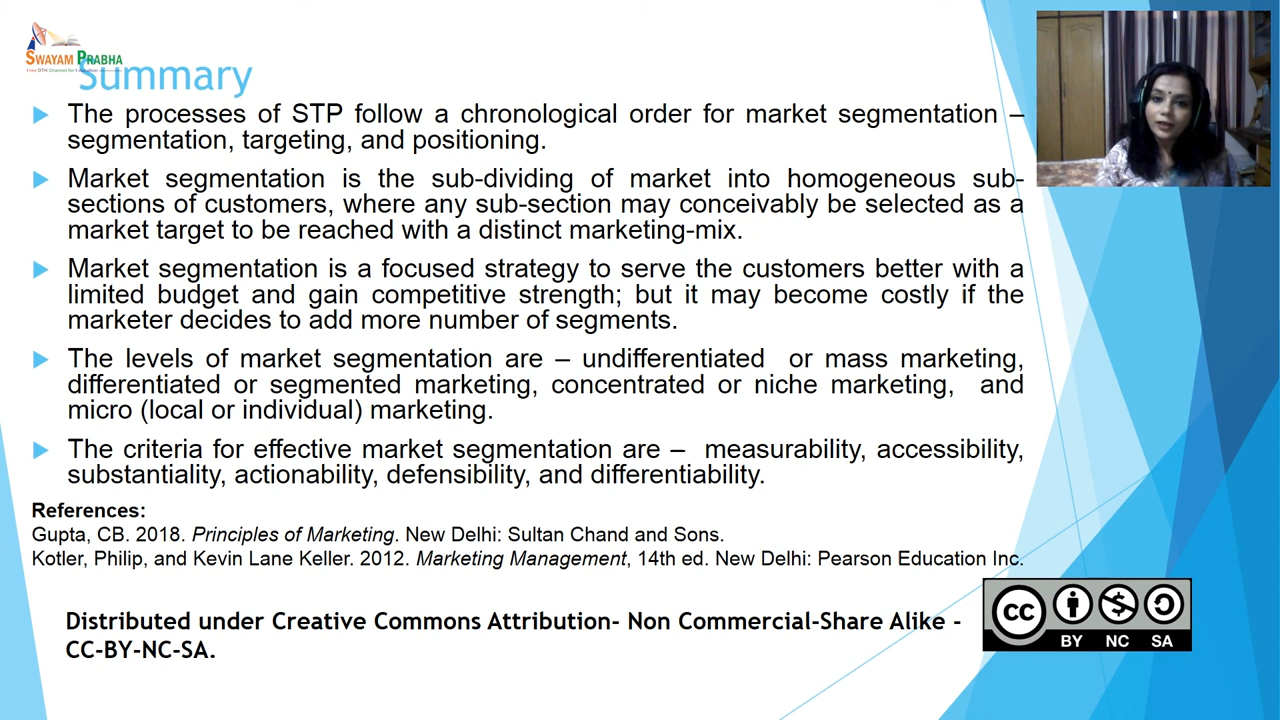 SWAYAM PRABHA
Summary
The processes of STP follow a chronological order for market segmentation –
segmentation, targeting, and positioning.
Market segmentation is the sub-dividing of market into homogeneous sub-
sections of customers, where any sub-section may conceivably be selected as a
market target to be reached with a distinct marketing-mix.
Market segmentation is a focused strategy to serve the customers better with a
limited budget and gain competitive strength; but it may become costly if the
marketer decides to add more number of segments.
The levels of market segmentation are – undifferentiated or mass marketing,
differentiated or segmented marketing, concentrated or niche marketing, and
micro (local or individual) marketing.
The criteria for effective market segmentation are – measurability, accessibility,
substantiality, actionability, defensibility, and differentiability.
References:
Gupta, CB. 2018. Principles of Marketing. New Delhi: Sultan Chand and Sons.
Kotler, Philip, and Kevin Lane Keller. 2012. Marketing Management, 14th ed. New Delhi: Pearson Education Inc.
Distributed under Creative Commons Attribution- Non Commercial-Share Alike -
CC-BY-NC-SA.
CC
BY NC SA